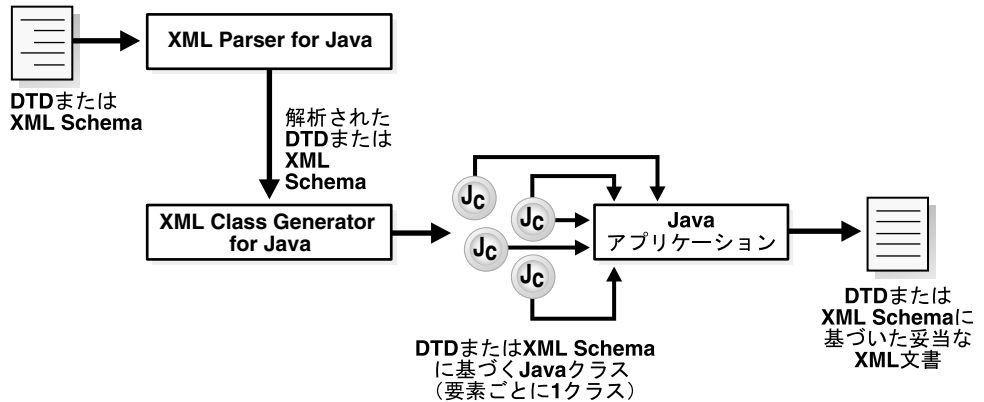 XML Parser for Java
DTDまたは
XML Schema
解析された
DTDまたは
XML
Schema
XML Class Generator
for Java
Jc
Jc
Jc
Jc
Java
アプリケーション
DTDまたはXML Schema
に基づくJavaクラス
（要素ごとに1クラス）
DTDまたは
XML Schemaに
基づいた妥当な
XML文書